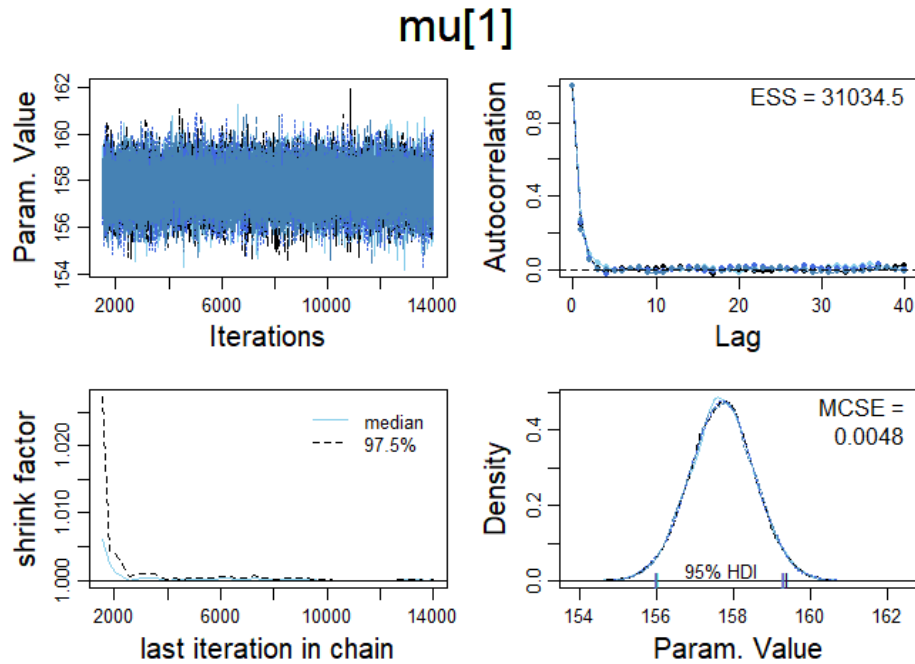 mu[1]
Param. Value
162
160
158
156
154
2000
6000
10000
14000
Iterations
Autocorrelation
0.8
0.4
0.0
ESS = 31034.5
0
10
20
30
40
Lag
shrink factor
1.020
1.010
1.000
median
97.5%
2000
6000
10000
14000
last iteration in chain
Density
0.4
0.2
0.0
MCSE =
0.0048
95% HDI
154
156
158
160
162
Param. Value